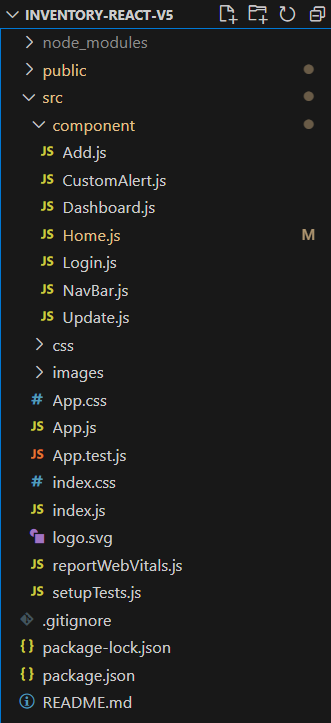 INVENTORY-REACT-V5
node_modules
public
src
component
JS Add.js
JS CustomAlert.js
JS Dashboard.js
JS Home.js M
JS Login.js
JS NavBar.js
JS Update.js
css
images
# App.css
JS App.js
JS App.test.js
# index.css
JS index.js
logo.svg
JS reportWebVitals.js
JS setupTests.js
.gitignore
{ } package-lock.json
{ } package.json
README.md